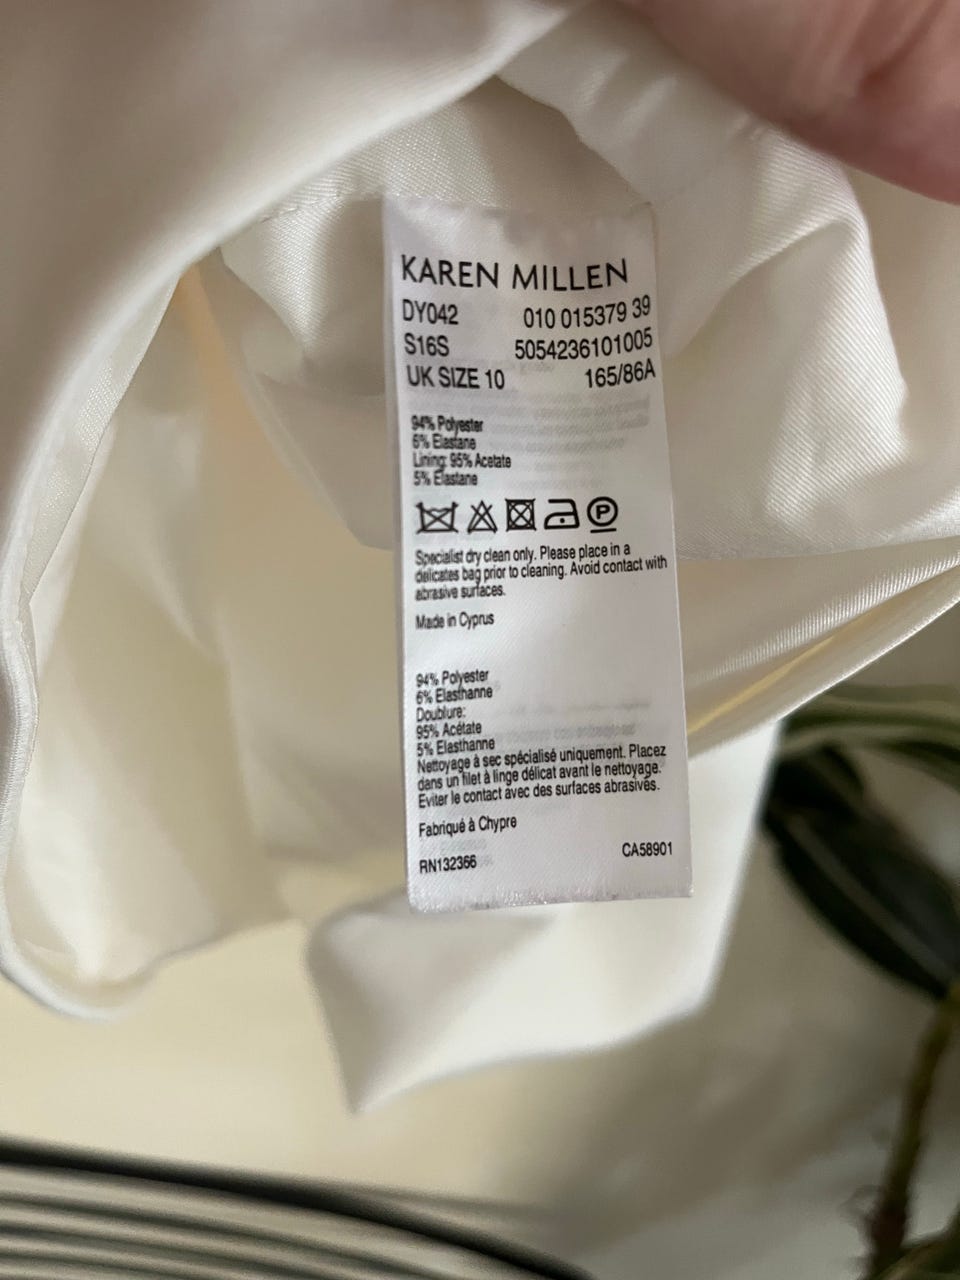 KAREN MILLEN
DY042 010 015379 39
S16S 5054236101005
UK SIZE 10 165/86A
94% Polyester
6% Elastane
Lining: 95% Acetate
5% Elastane
P
Specialist dry clean only. Please place in a
delicates bag prior to cleaning. Avoid contact with
abrasive surfaces.
Made in Cyprus
94% Polyester
6% Elasthanne
Doublure:
95% Acétate
5% Elasthanne
Nettoyage à sec spécialisé uniquement. Placez
dans un filet à linge délicat avant le nettoyage.
Eviter le contact avec des surfaces abrasives.
Fabriqué à Chypre
RN132366 CA58901